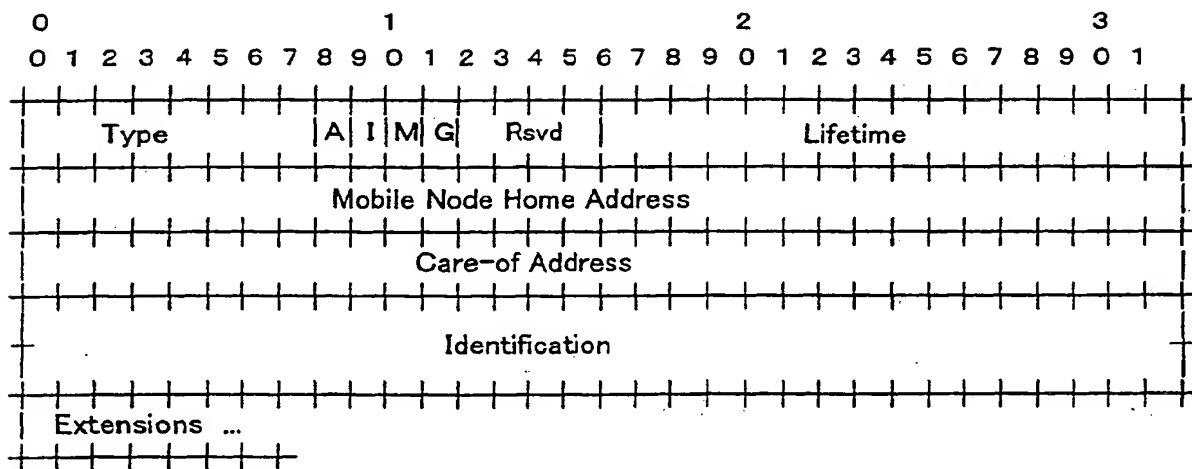 0 1 2 3
0 1 2 3 4 5 6 7 8 9 0 1 2 3 4 5 6 7 8 9 0 1 2 3 4 5 6 7 8 9 0 1
Type |A| I |M| G| Rsvd | Lifetime
Mobile Node Home Address
Care-of Address
Identification
Extensions ...